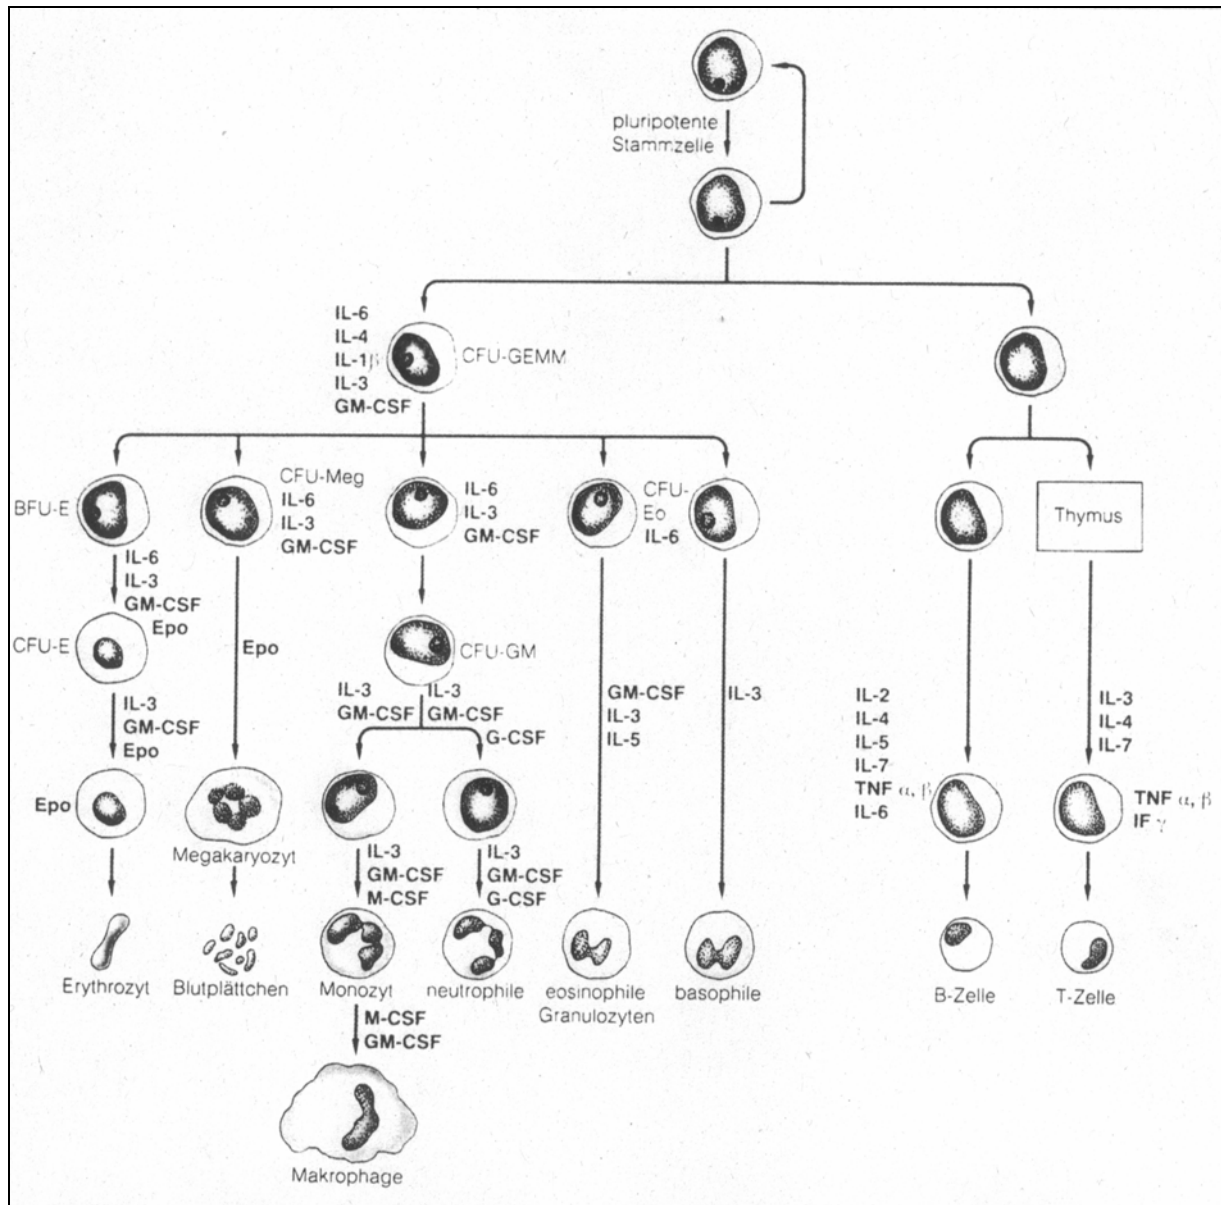 pluripotente
Stammzelle
IL-6
IL-4
IL-1β
IL-3
GM-CSF
CFU-GEMM
BFU-E
CFU-Meg
IL-6
IL-3
GM-CSF
IL-6
IL-3
GM-CSF
CFU-
Eo
IL-6
Thymus
IL-6
IL-3
GM-CSF
Epo
CFU-E
Epo
CFU-GM
IL-3
GM-CSF
Epo
IL-3
GM-CSF
IL-3
GM-CSF
G-CSF
GM-CSF
IL-3
IL-5
IL-3
IL-2
IL-4
IL-5
IL-7
TNF α, β
IL-6
IL-3
IL-4
IL-7
TNF α, β
IF γ
Epo
Megakaryozyt
IL-3
GM-CSF
M-CSF
IL-3
GM-CSF
G-CSF
Erythrozyt
Blutplättchen
Monozyt
neutrophile
eosinophile
Granulozyten
basophile
B-Zelle
T-Zelle
M-CSF
GM-CSF
Makrophage